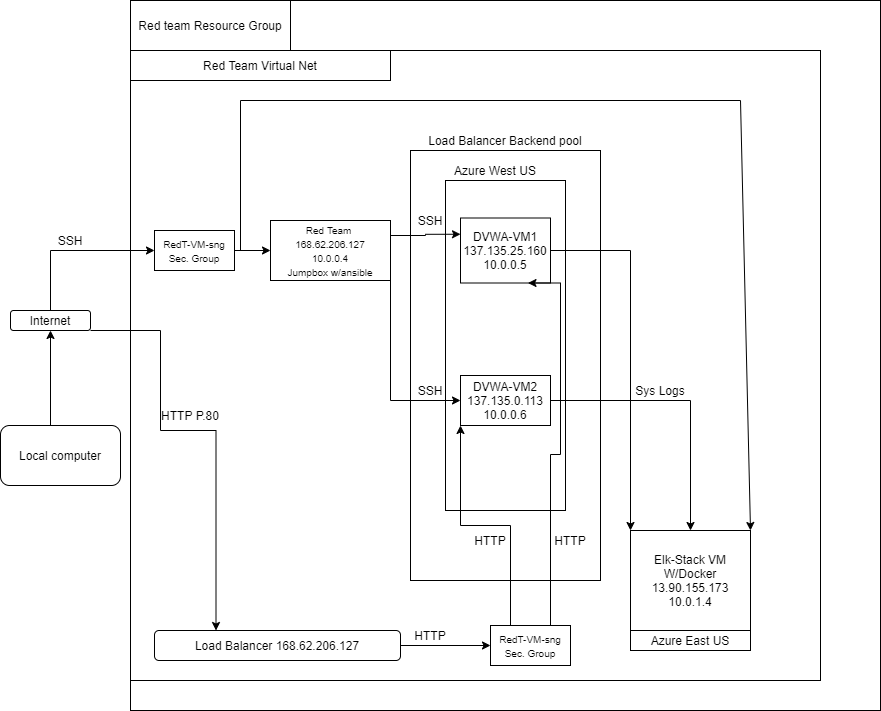 Red team Resource Group
Red Team Virtual Net
Load Balancer Backend pool
Azure West US
SSH
RedT-VM-sng
Sec. Group
Red Team
168.62.206.127
10.0.0.4
Jumpbox w/ansible
SSH
DVWA-VM1
137.135.25.160
10.0.0.5
Internet
SSH
DVWA-VM2
137.135.0.113
10.0.0.6
Sys Logs
HTTP P.80
Local computer
HTTP
HTTP
Elk-Stack VM
W/Docker
13.90.155.173
10.0.1.4
Azure East US
Load Balancer 168.62.206.127
HTTP
RedT-VM-sng
Sec. Group